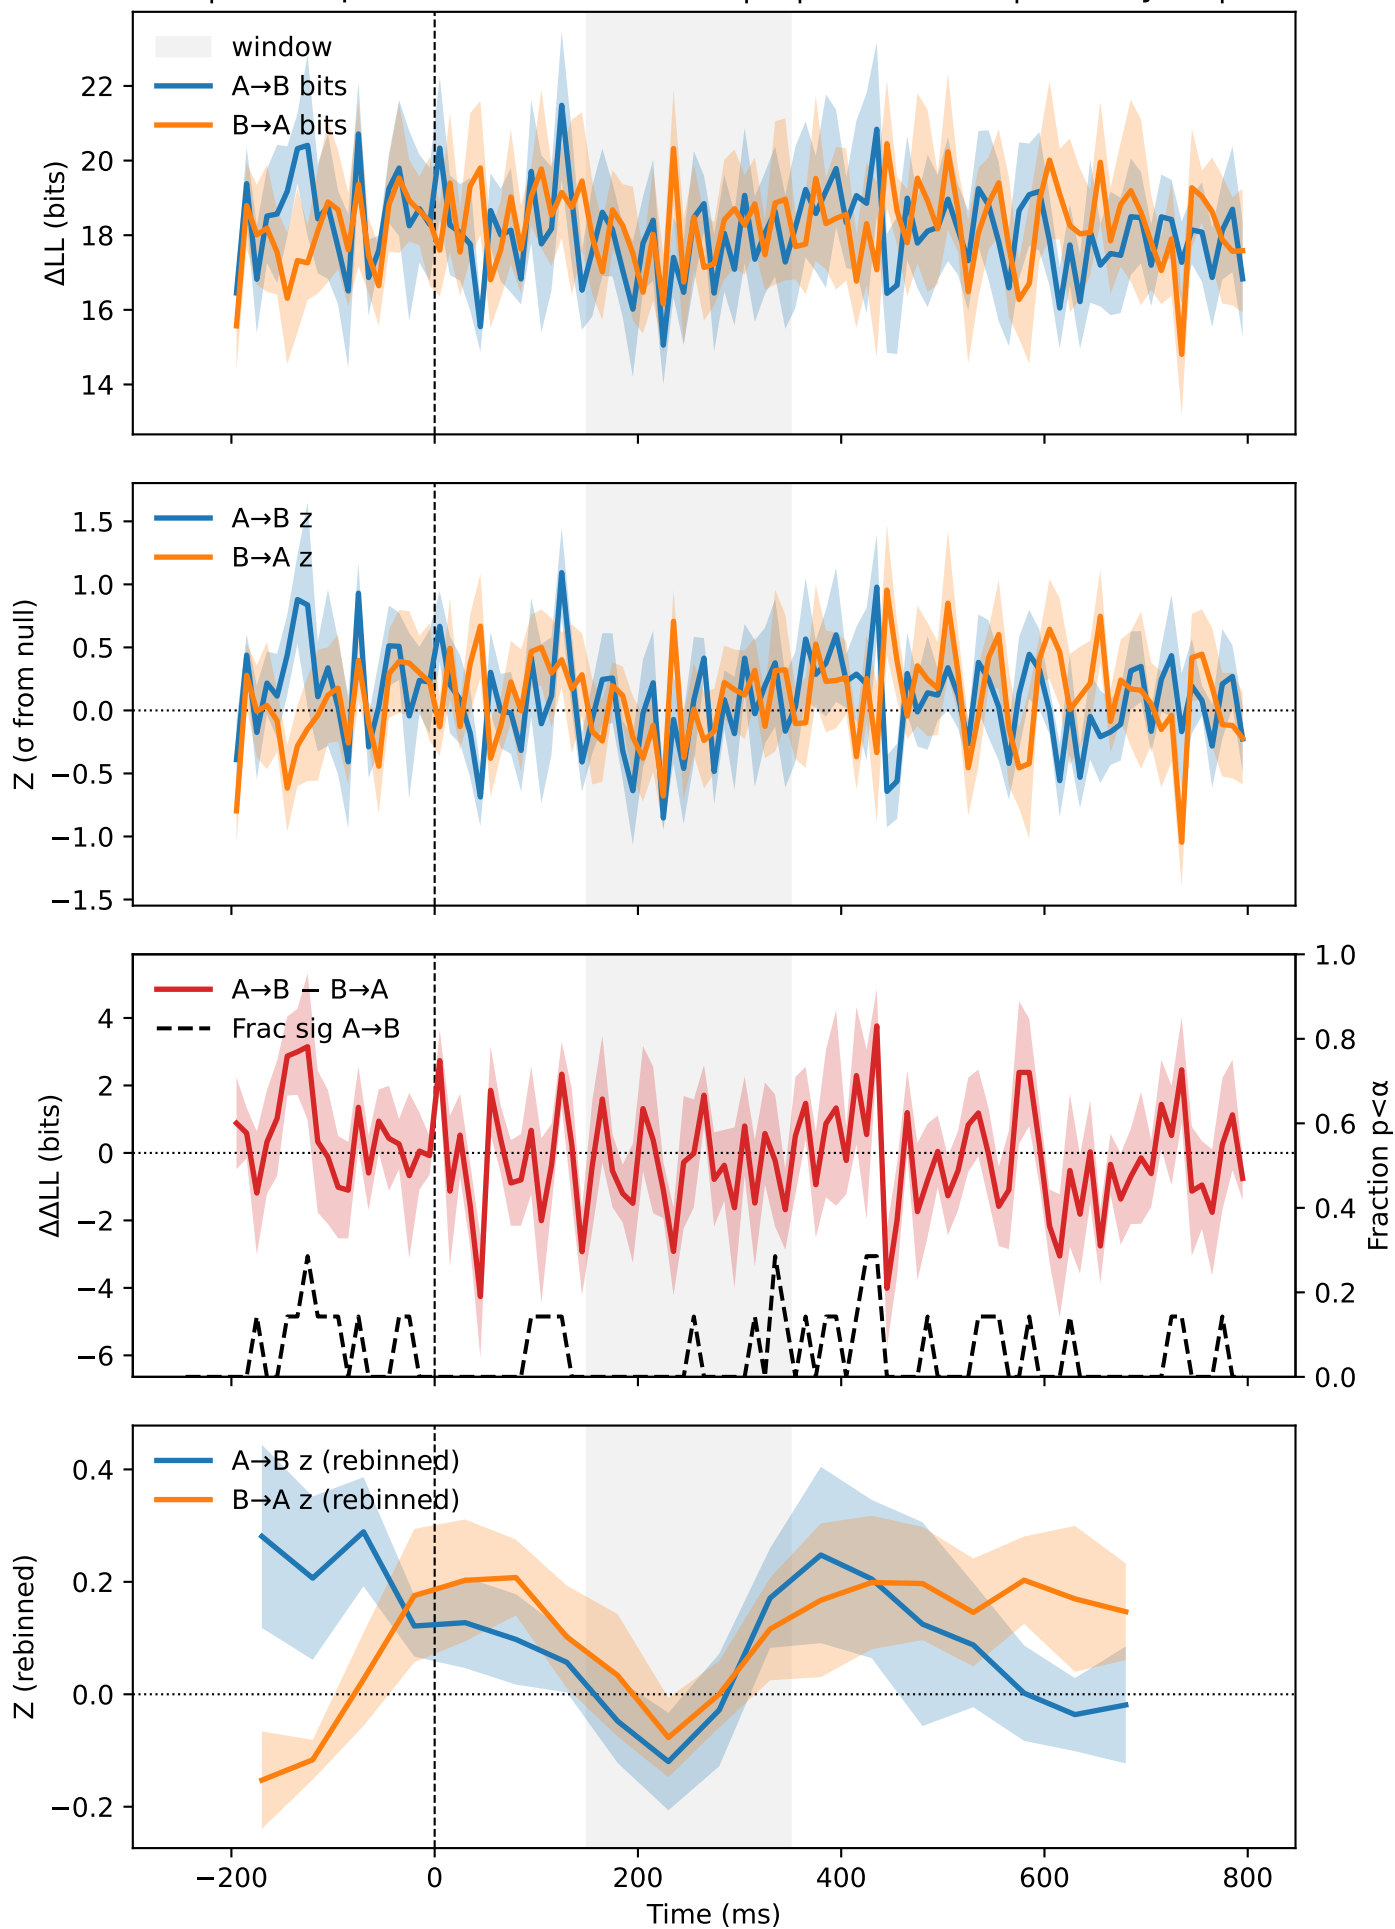 window
A→B bits
B→A bits
ΔLL (bits)
22
20
18
16
14
A→B z
B→A z
Z (σ from null)
1.5
1.0
0.5
0.0
−0.5
−1.0
−1.5
A→B − B→A
Frac sig A→B
ΔΔLL (bits)
4
2
0
−2
−4
−6
1.0
0.8
0.6
0.4
0.2
0.0
Fraction p<α
A→B z (rebinned)
B→A z (rebinned)
Z (rebinned)
0.4
0.2
0.0
−0.2
−200
0
200
400
600
800
Time (ms)